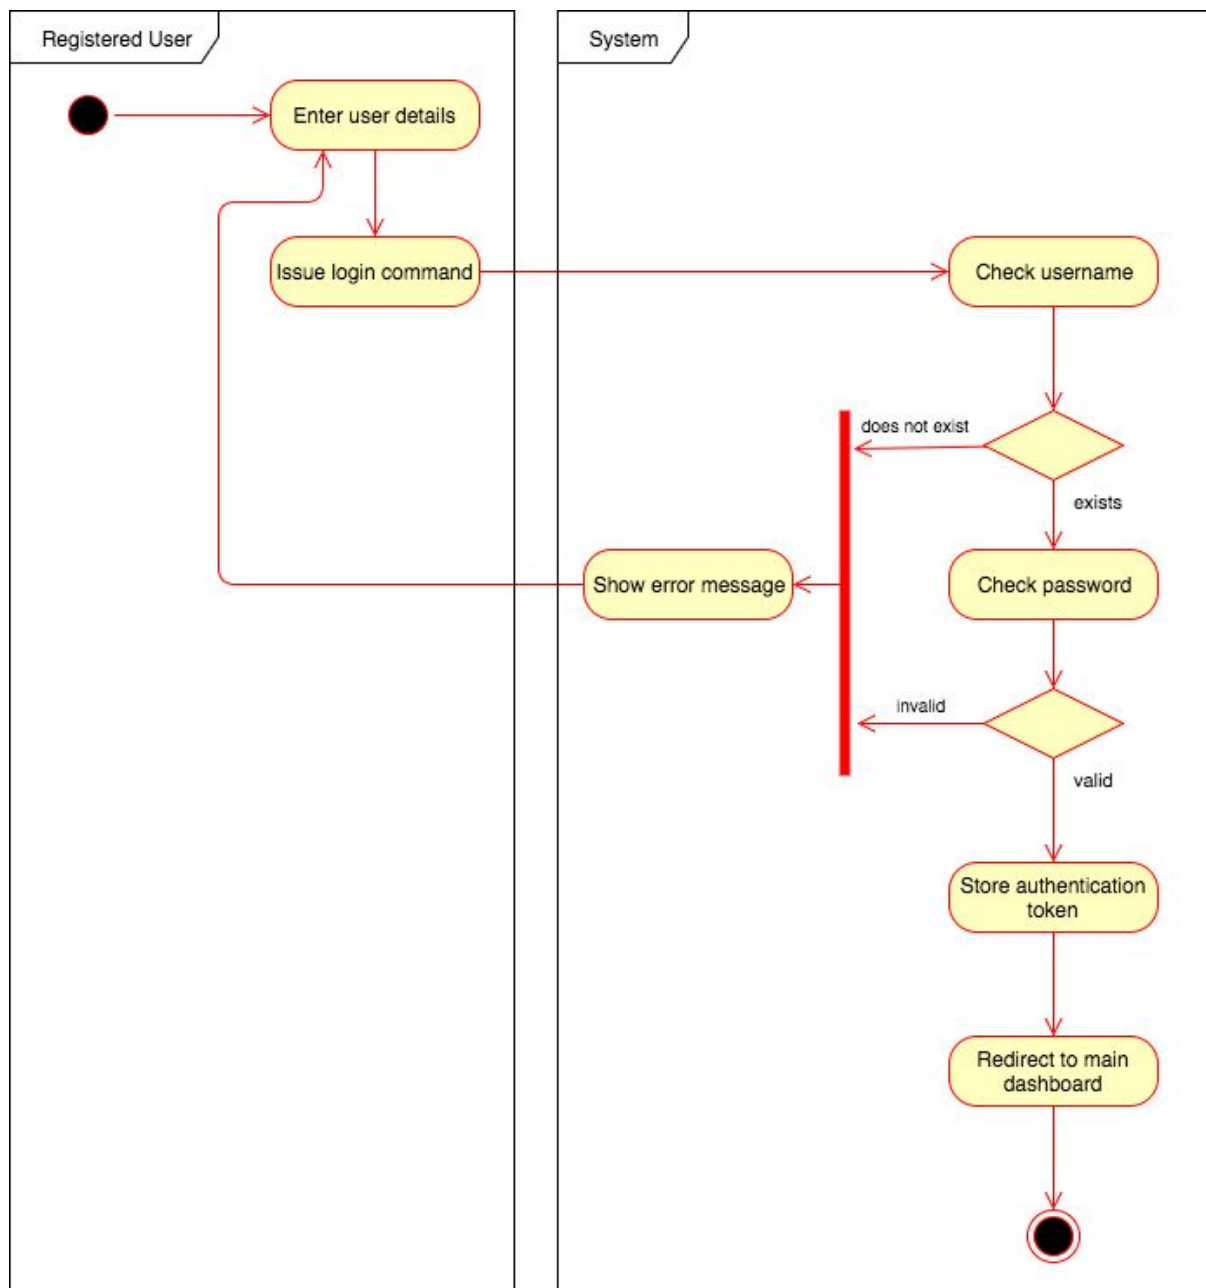 Registered User
System
Enter user details
Issue login command
Check username
does not exist
exists
Show error message
Check password
invalid
valid
Store authentication
token
Redirect to main
dashboard